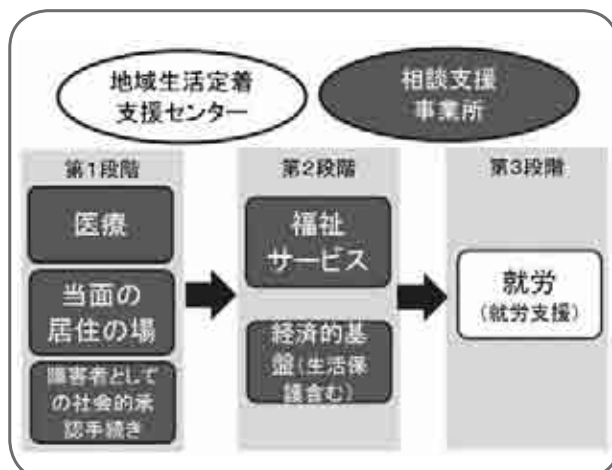 地域生活定着
支援センター
相談支援
事業所
第1段階
医療
当面の
居住の場
障害者として
の社会的承
認手続き
第2段階
福祉
サービス
経済的基
盤(生活保
護含む)
第3段階
就労
(就労支援)